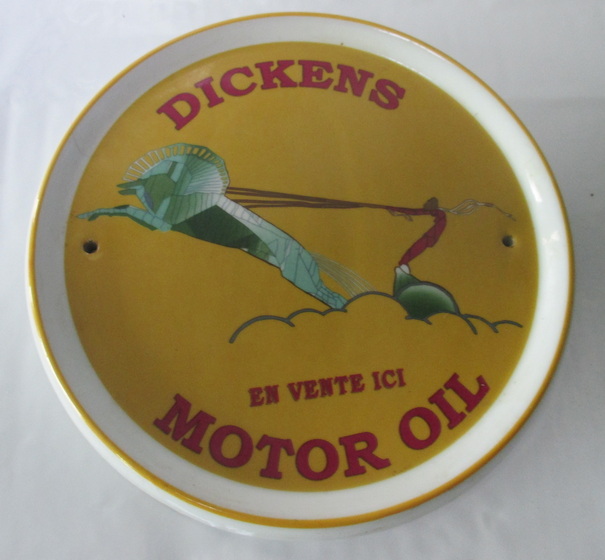 DICKENS
EN VENTE ICI
MOTOR OIL